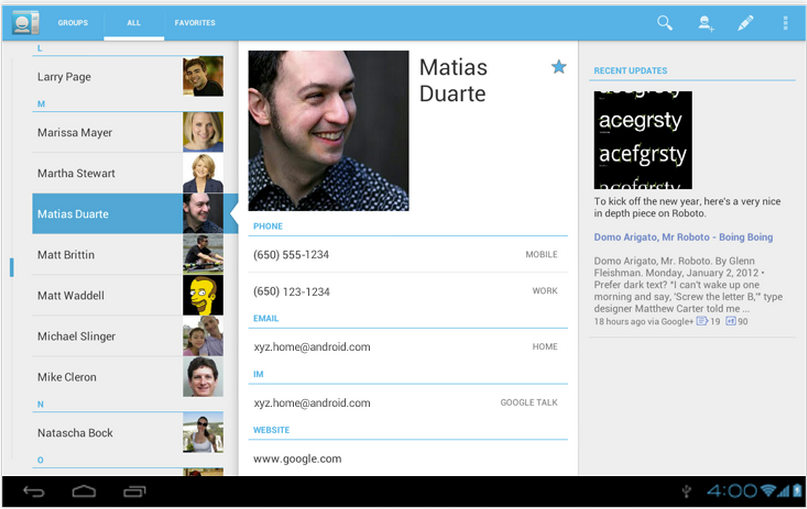 GROUPS
ALL
FAVORITES
L
Larry Page
M
Marissa Mayer
Martha Stewart
Matias Duarte
Matt Brittin
Matt Waddell
Michael Slinger
Mike Cleron
N
Natascha Bock
O
Matias
Duarte
PHONE
(650) 555-1234 MOBILE
(650) 123-1234 WORK
EMAIL
xyz.home@android.com HOME
IM
xyz.home@android.com GOOGLE TALK
WEBSITE
www.google.com
RECENT UPDATES
acegrsty
acefgrsty
To kick off the new year, here's a very nice
in depth piece on Roboto.
Domo Arigato, Mr Roboto - Boing Boing
Domo Arigato, Mr. Roboto. By Glenn
Fleishman. Monday, January 2, 2012 •
Prefer dark text? "I can't wake up one
morning and say, 'Screw the letter B,'" type
designer Matthew Carter told me ...
18 hours ago via Google+ 19 +1 90
4:00